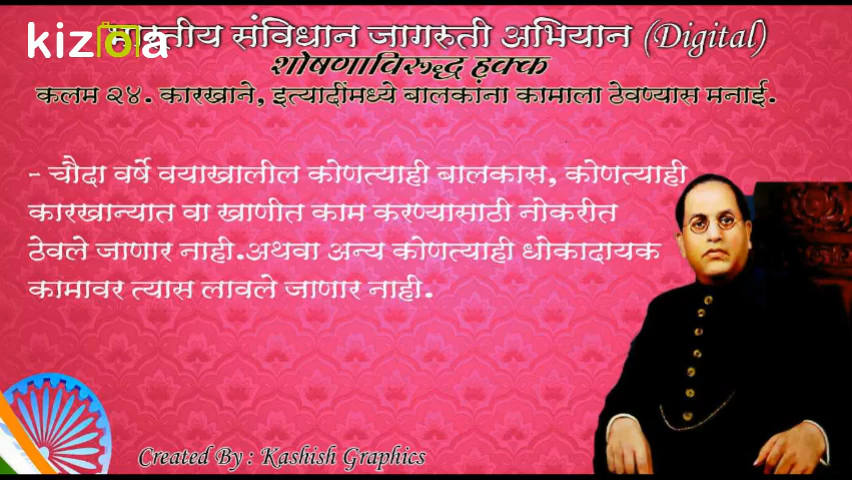 kizoa
भारतीय संविधान जागरुती अभियान (Digital)
शोषणाविरूद्ध हक्क
कलम २४. कारखाने, इत्यादींमध्ये बालकांना कामाला ठेवण्यास मनाई.
- चौदा वर्षे वयाखालील कोणत्याही बालकास, कोणत्याही
कारखान्यात वा खाणीत काम करण्यासाठी नोकरीत
ठेवले जाणार नाही.अथवा अन्य कोणत्याही धोकादायक
कामावर त्यास लावले जाणार नाही.
Created By : Kashish Graphics